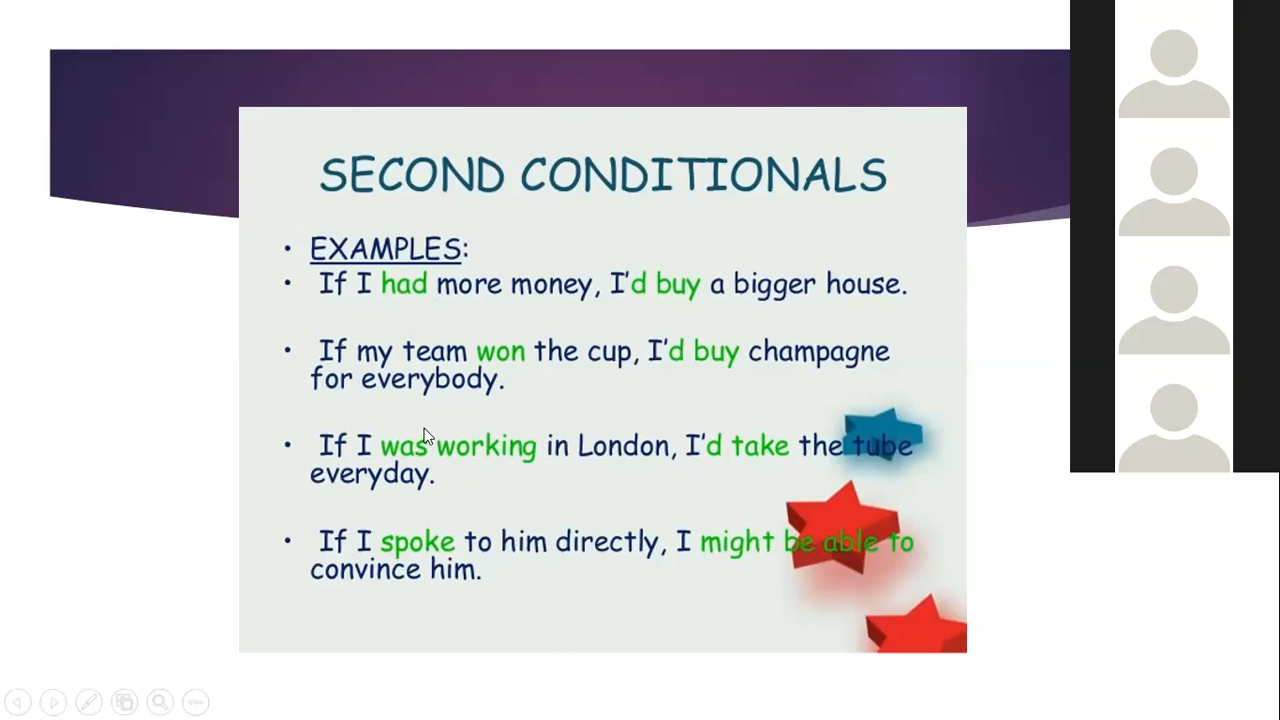 SECOND CONDITIONALS
• EXAMPLES:
• If I had more money, I'd buy a bigger house.
• If my team won the cup, I'd buy champagne
for everybody.
• If I was working in London, I'd take the tube
everyday.
• If I spoke to him directly, I might be able to
convince him.